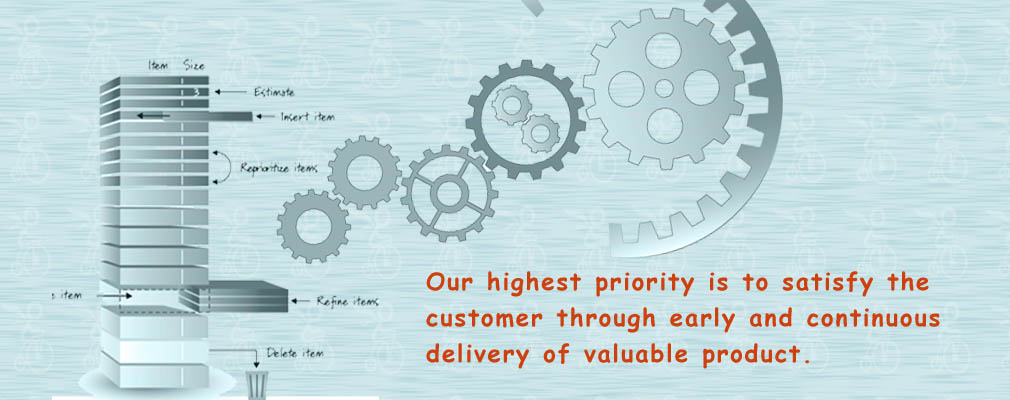 Item Size
3
Estimate
Insert item
Reprioritize items
item
Refine items
Delete item
Our highest priority is to satisfy the
customer through early and continuous
delivery of valuable product.